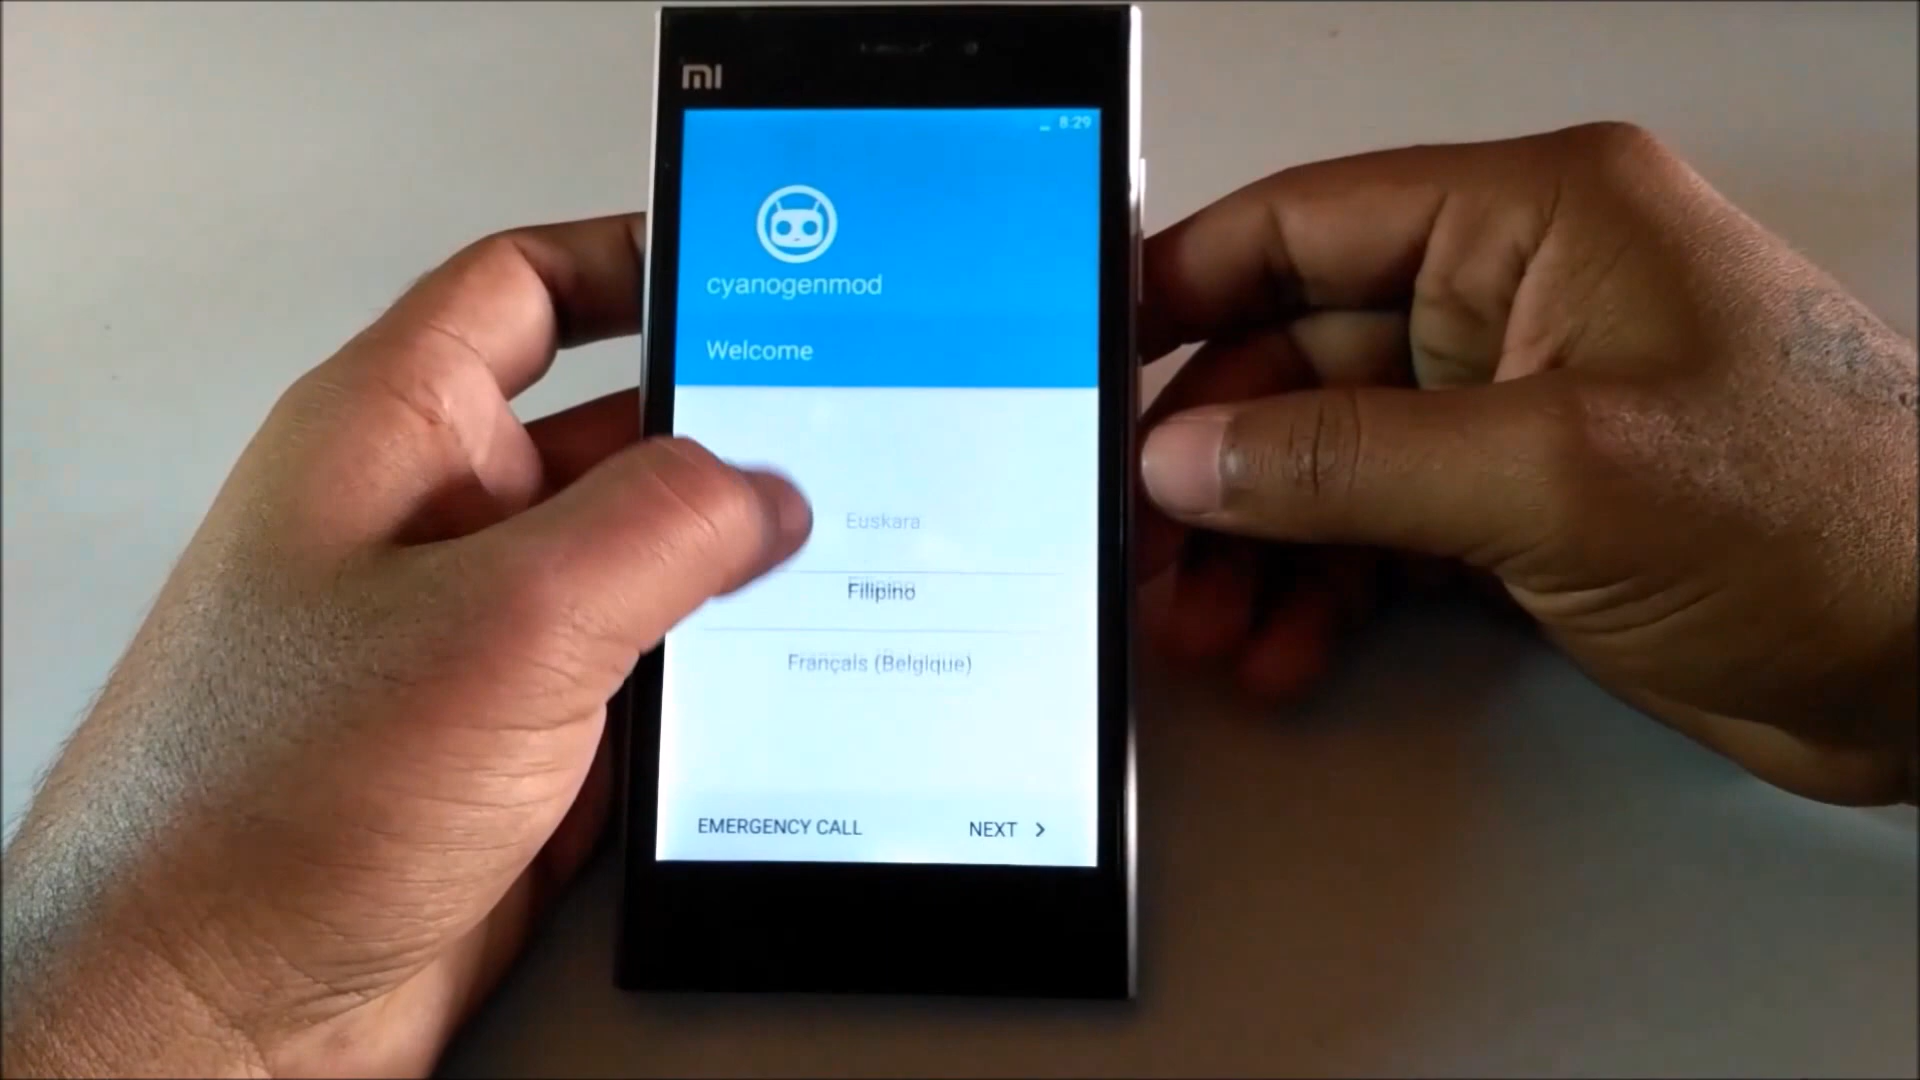 mi
8:29
cyanogenmod
Welcome
Euskara
Filipino
Français (Belgique)
EMERGENCY CALL
NEXT